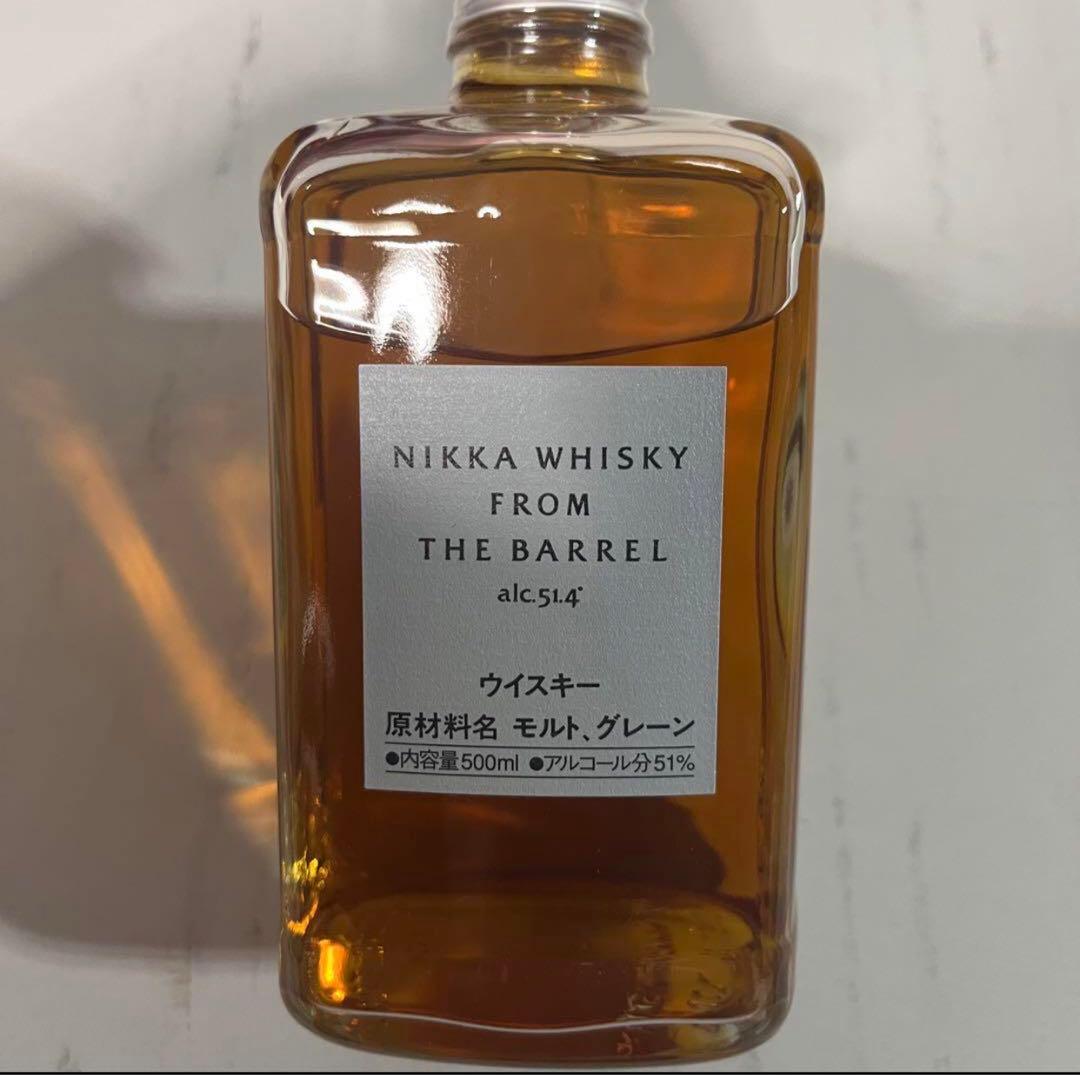 NIKKA WHISKY
FROM
THE BARREL
alc.51.4°
ウイスキー
原材料名 モルト、グレーン
●内容量500ml ●アルコール分51%